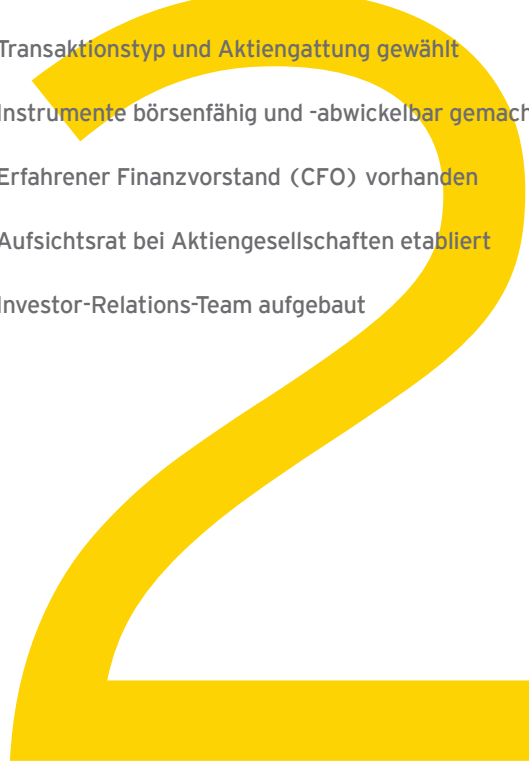 Transaktionstyp und Aktiengattung gewählt
Instrumente börsenfähig und -abwickelbar gemach
Erfahrener Finanzvorstand (CFO) vorhanden
Aufsichtsrat bei Aktiengesellschaften etabliert
Investor-Relations-Team aufgebaut
2